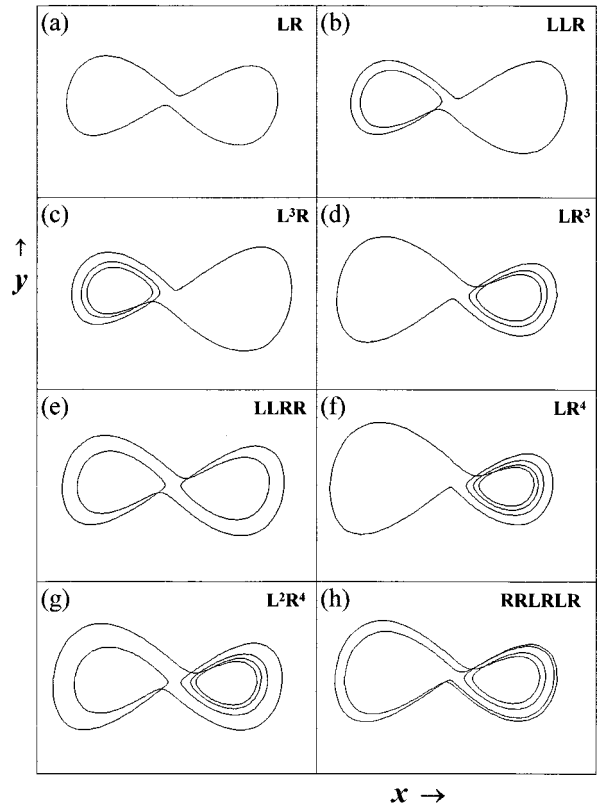 (a) LR (b) LLR
(c) L³R (d) LR³
↑
y
(e) LLRR (f) LR⁴
(g) L²R⁴ (h) RRLRLR
x →